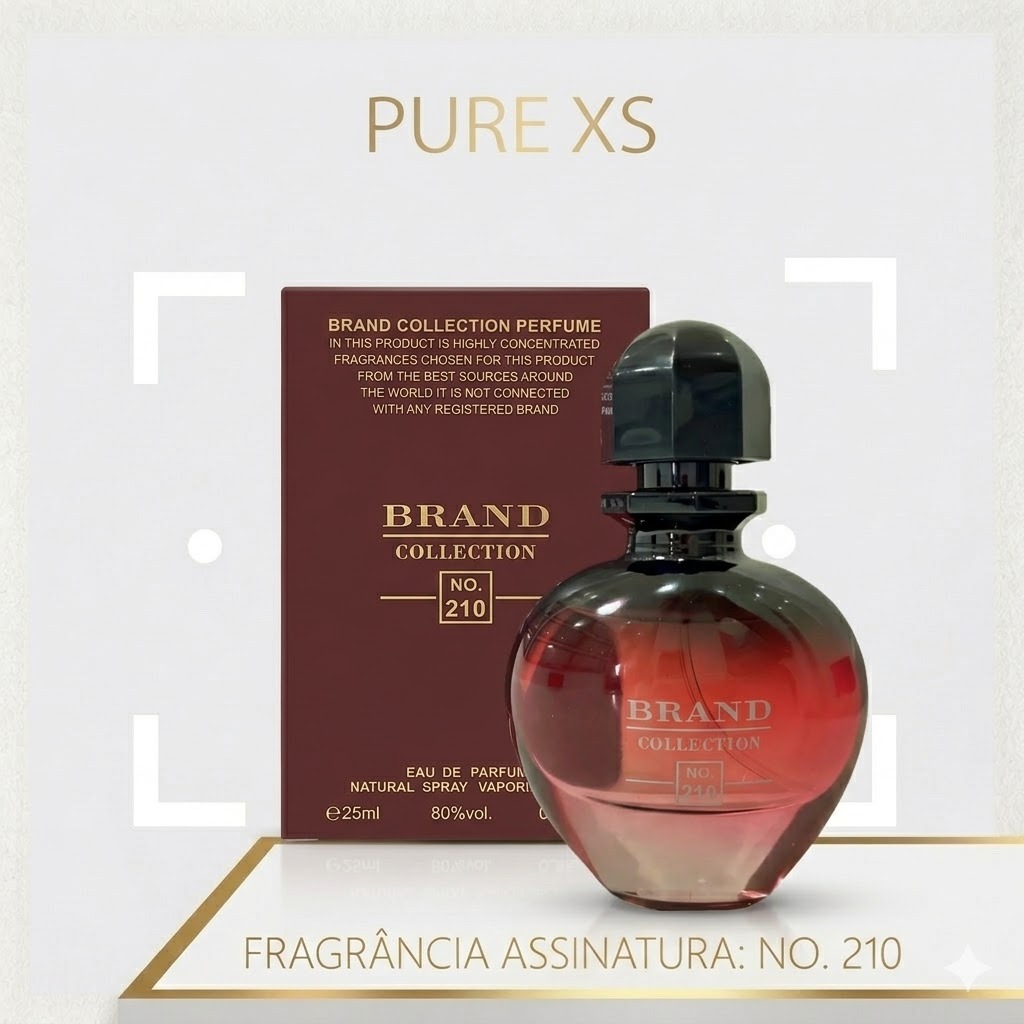 PURE XS
BRAND COLLECTION PERFUME
IN THIS PRODUCT IS HIGHLY CONCENTRATED
FRAGRANCES CHOSEN FOR THIS PRODUCT
FROM THE BEST SOURCES AROUND
THE WORLD IT IS NOT CONNECTED
WITH ANY REGISTERED BRAND
BRAND
COLLECTION
NO.
210
EAU DE PARFUM
NATURAL SPRAY
℮25ml 80%vol.
BRAND
COLLECTION
NO.
210
FRAGRÂNCIA ASSINATURA: NO. 210